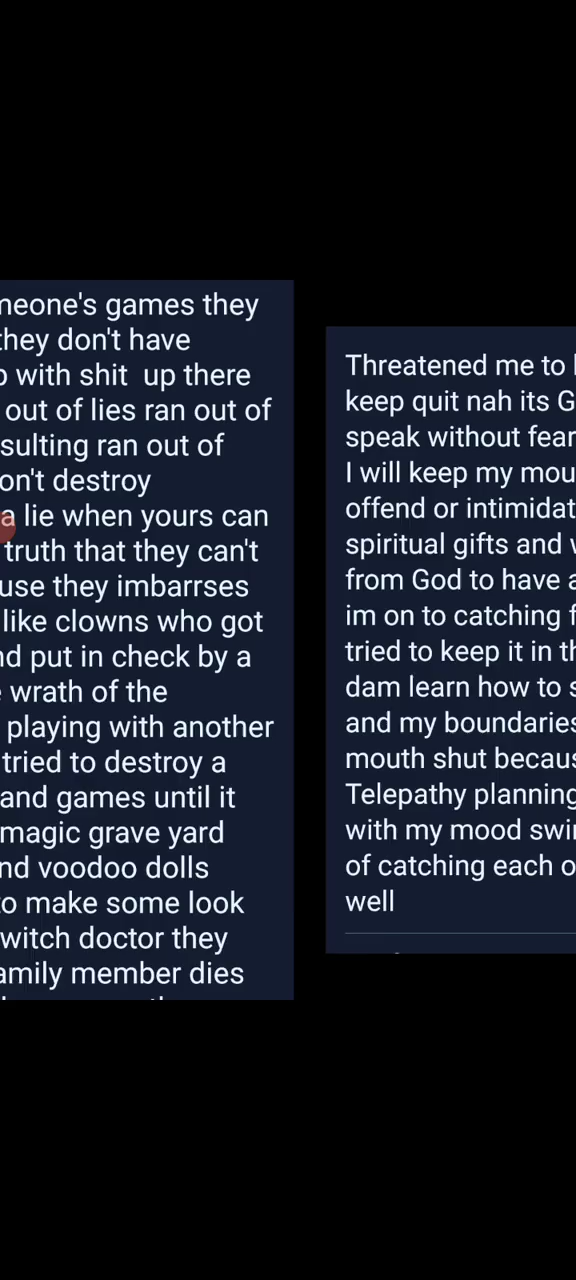 meone's games they
they don't have
with shit up there
out of lies ran out of
sulting ran out of
on't destroy
a lie when yours can
truth that they can't
use they imbarrses
like clowns who got
nd put in check by a
wrath of the
playing with another
tried to destroy a
and games until it
magic grave yard
nd voodoo dolls
to make some look
witch doctor they
amily member dies
Threatened me to
keep quit nah its G
speak without fear
I will keep my mou
offend or intimidat
spiritual gifts and
from God to have a
im on to catching f
tried to keep it in th
dam learn how to s
and my boundaries
mouth shut becaus
Telepathy planning
with my mood swi
of catching each o
well